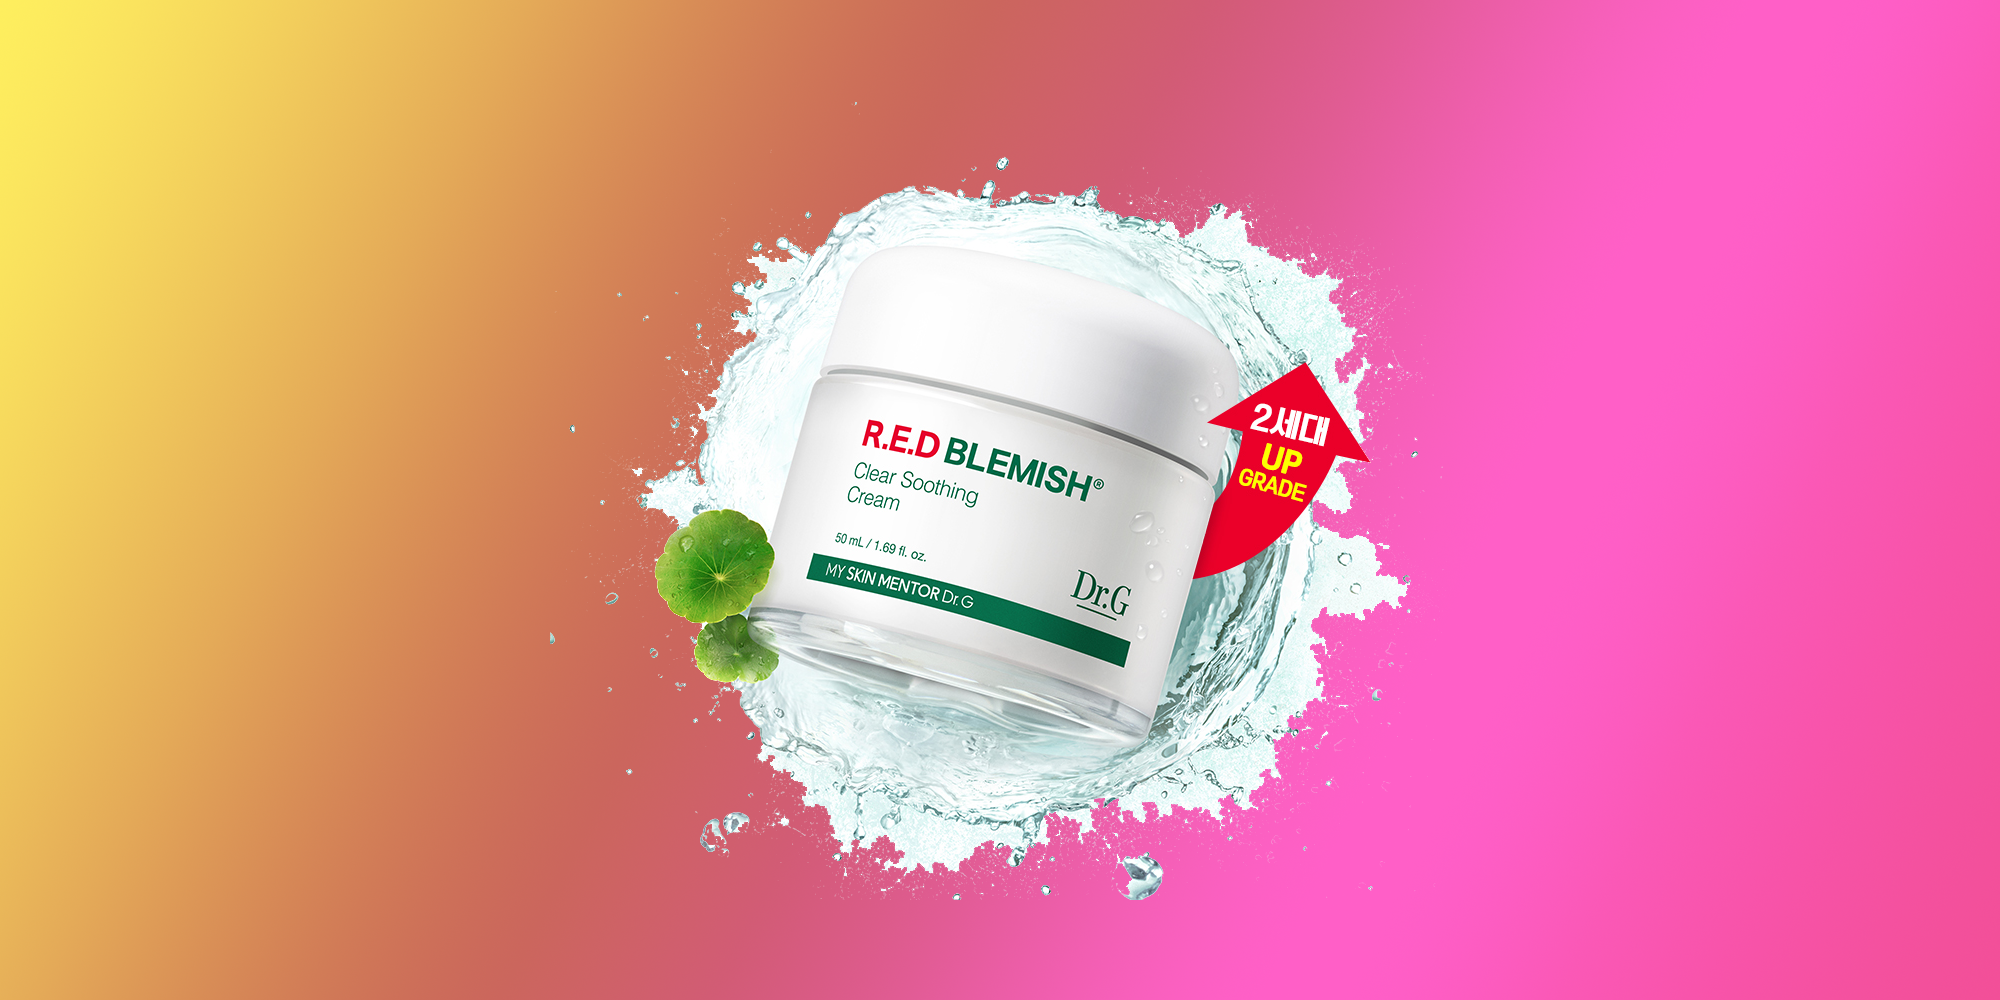 R.E.D BLEMISH®
Clear Soothing
Cream
50 mL / 1.69 fl. oz.
MY SKIN MENTOR Dr.G
Dr.G
2세대
UP
GRADE